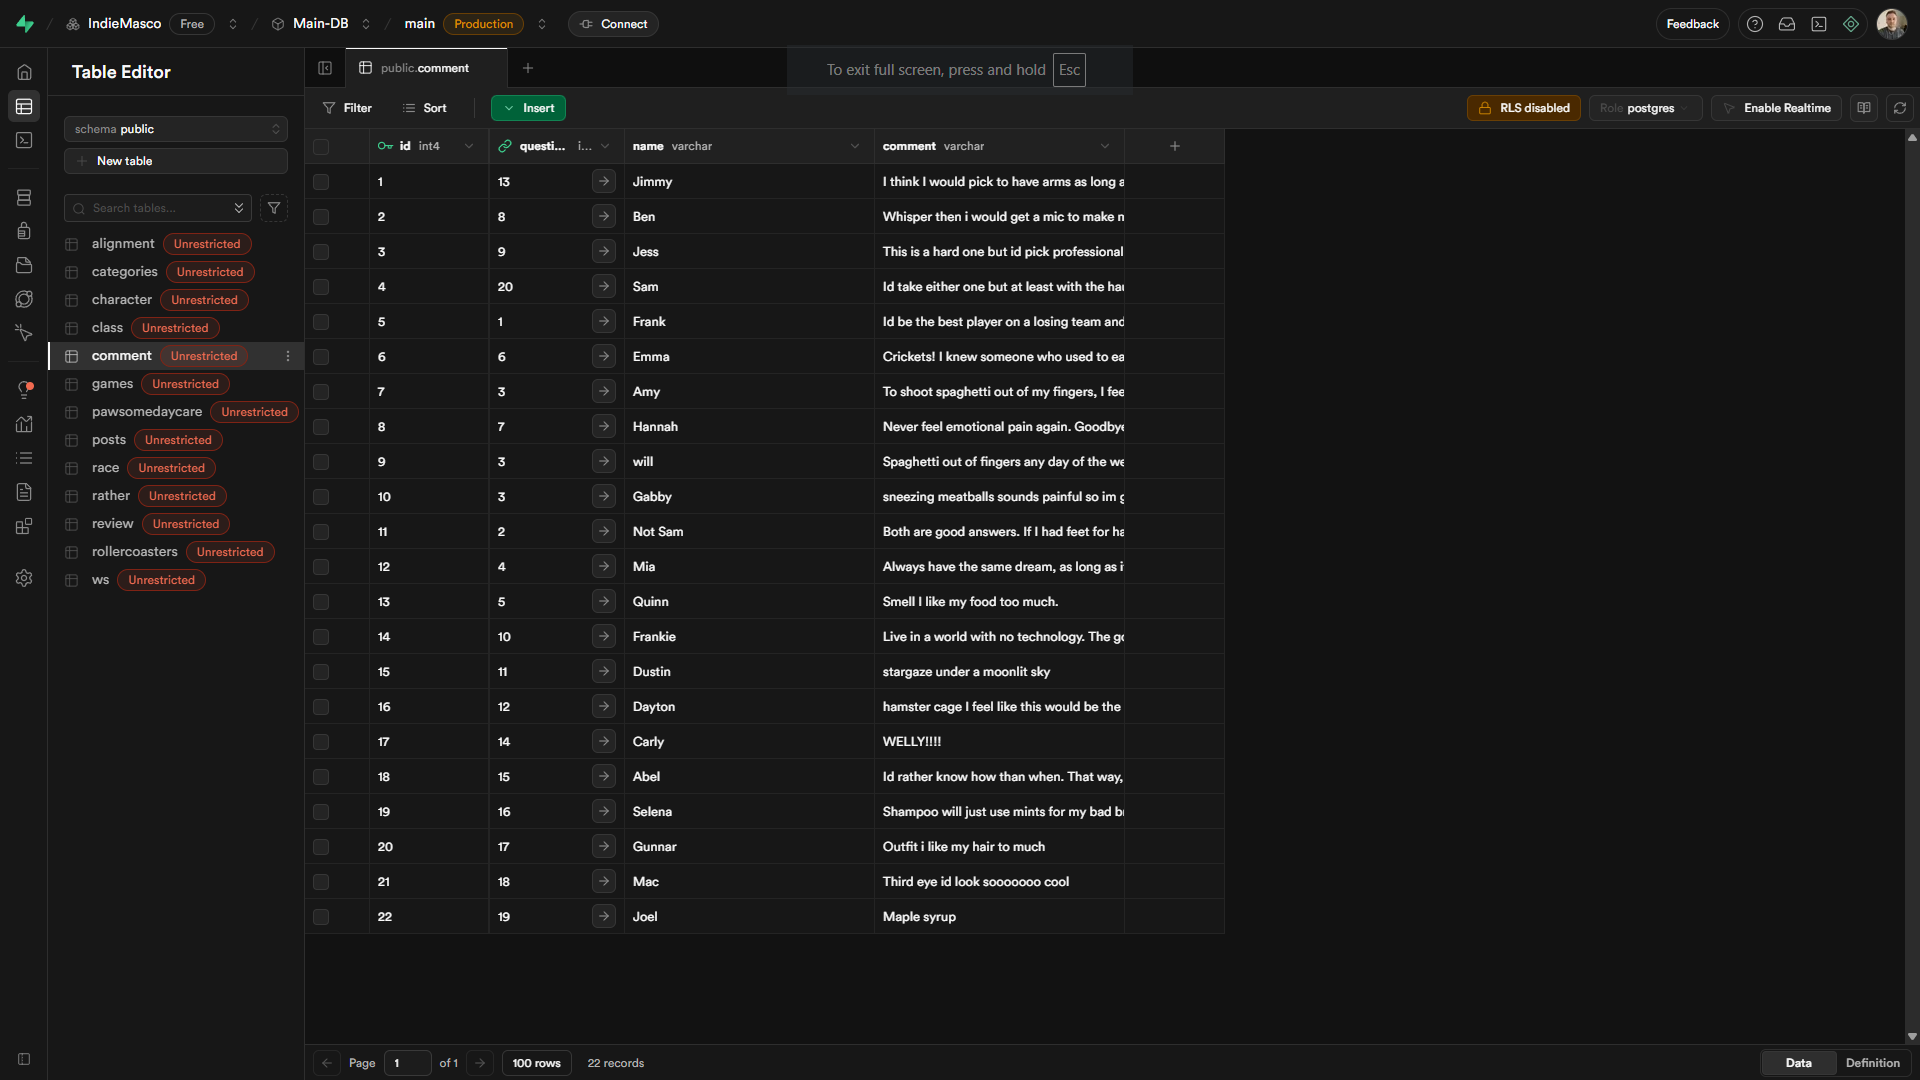 IndieMasco Free Main-DB main Production Connect Feedback
To exit full screen, press and hold Esc
Table Editor
public.comment
Filter Sort Insert RLS disabled Role postgres Enable Realtime
schema public
New table
Search tables...
alignment Unrestricted
categories Unrestricted
character Unrestricted
class Unrestricted
comment Unrestricted
games Unrestricted
pawsomedaycare Unrestricted
posts Unrestricted
race Unrestricted
rather Unrestricted
review Unrestricted
rollercoasters Unrestricted
ws Unrestricted
id int4 questi... i... name varchar comment varchar
1 13 Jimmy I think I would pick to have arms as long a
2 8 Ben Whisper then i would get a mic to make
3 9 Jess This is a hard one but id pick professional
4 20 Sam Id take either one but at least with the
5 1 Frank Id be the best player on a losing team and
6 6 Emma Crickets! I knew someone who used to ea
7 3 Amy To shoot spaghetti out of my fingers, I fee
8 7 Hannah Never feel emotional pain again. Goodbye
9 3 will Spaghetti out of fingers any day of the we
10 3 Gabby sneezing meatballs sounds painful so im g
11 2 Not Sam Both are good answers. If I had feet for ha
12 4 Mia Always have the same dream, as long as i
13 5 Quinn Smell I like my food too much.
14 10 Frankie Live in a world with no technology. The go
15 11 Dustin stargaze under a moonlit sky
16 12 Dayton hamster cage I feel like this would be the
17 14 Carly WELLY!!!!
18 15 Abel Id rather know how than when. That way,
19 16 Selena Shampoo will just use mints for my bad b
20 17 Gunnar Outfit i like my hair to much
21 18 Mac Third eye id look sooooooo cool
22 19 Joel Maple syrup
Page 1 of 1 100 rows 22 records Data Definition